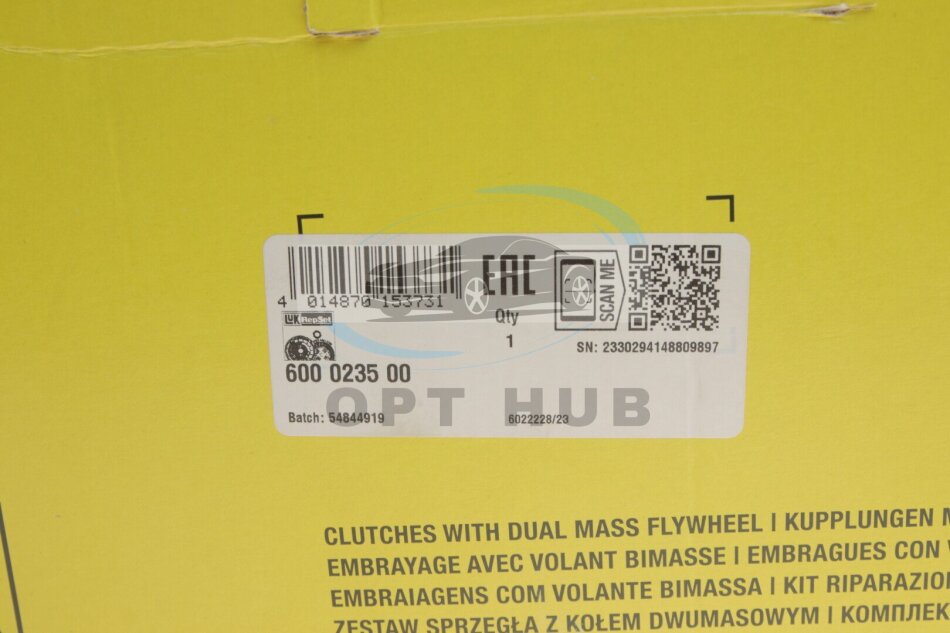 EAC
SCAN ME
4 014870 153731
Qty
1
LuK RepSet
SN: 2330294148809897
600 0235 00
OPT HUB
Batch: 54844919
6022228/23
CLUTCHES WITH DUAL MASS FLYWHEEL | KUPPLUNGEN
EMBRAYAGE AVEC VOLANT BIMASSE | EMBRAGUES CON
EMBRAIAGENS COM VOLANTE BIMASSA | KIT RIPARAZIO
ZESTAW SPRZĘGŁA Z KOŁEM DWUMASOWYM | КОМПЛЕК